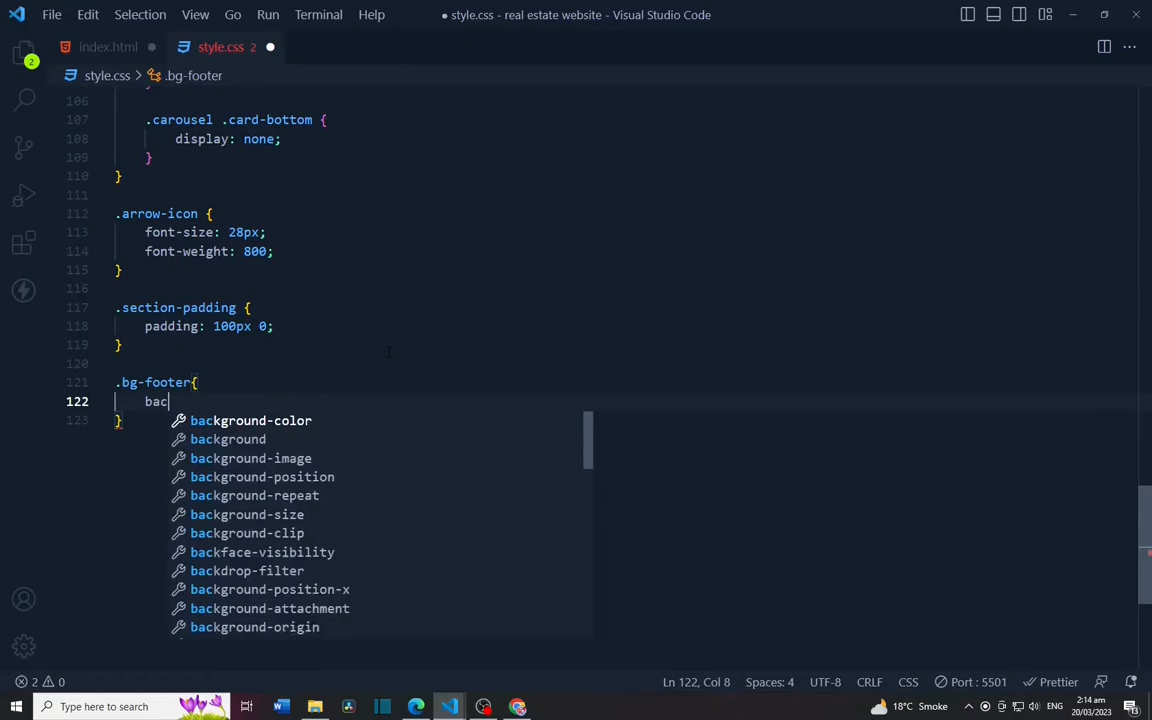 File Edit Selection View Go Run Terminal Help
● style.css - real estate website - Visual Studio Code
2
index.html
style.css 2
style.css > .bg-footer
106 }
107 .carousel .card-bottom {
108 display: none;
109 }
110 }
111
112 .arrow-icon {
113 font-size: 28px;
114 font-weight: 800;
115 }
116
117 .section-padding {
118 padding: 100px 0;
119 }
120
121 .bg-footer{
122 bac
123 }
background-color
background
background-image
background-position
background-repeat
background-size
background-clip
backface-visibility
backdrop-filter
background-position-x
background-attachment
background-origin
2 0
Ln 122, Col 8 Spaces: 4 UTF-8 CRLF CSS Port : 5501 Prettier
Type here to search
18°C Smoke
ENG
2:14 am
20/03/2023
13